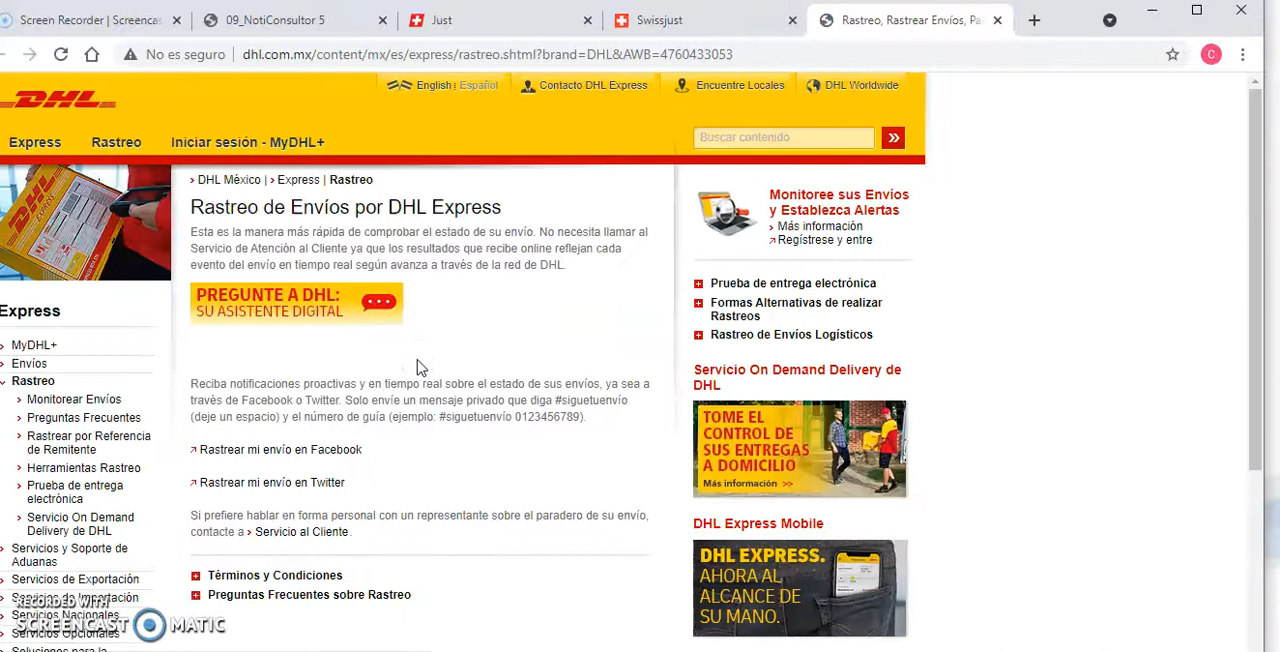 Screen Recorder | Screencas
09_NotiConsultor 5
Just
Swissjust
Rastreo, Rastrear Envíos, Pa
No es seguro
dhl.com.mx/content/mx/es/express/rastreo.shtml?brand=DHL&AWB=4760433053
C
DHL
English | Español
Contacto DHL Express
Encuentre Locales
DHL Worldwide
Express
Rastreo
Iniciar sesión - MyDHL+
Buscar contenido
DHL México | Express | Rastreo
Rastreo de Envíos por DHL Express
Esta es la manera más rápida de comprobar el estado de su envío. No necesita llamar al
Servicio de Atención al Cliente ya que los resultados que recibe online reflejan cada
evento del envío en tiempo real según avanza a través de la red de DHL.
PREGUNTE A DHL:
SU ASISTENTE DIGITAL
Reciba notificaciones proactivas y en tiempo real sobre el estado de sus envíos, ya sea a
través de Facebook o Twitter. Solo envíe un mensaje privado que diga #siguetuenvío
(deje un espacio) y el número de guía (ejemplo: #siguetuenvío 0123456789).
Rastrear mi envío en Facebook
Rastrear mi envío en Twitter
Si prefiere hablar en forma personal con un representante sobre el paradero de su envío,
contacte a Servicio al Cliente.
Términos y Condiciones
Preguntas Frecuentes sobre Rastreo
Express
MyDHL+
Envíos
Rastreo
Monitorear Envíos
Preguntas Frecuentes
Rastrear por Referencia
de Remitente
Herramientas Rastreo
Prueba de entrega
electrónica
Servicio On Demand
Delivery de DHL
Servicios y Soporte de
Aduanas
Servicios de Exportación
Servicios de Importación
Servicios Nacionales
Servicios Opcionales
Soluciones para la
RECORDED WITH
SCREENCAST MATIC
Monitoree sus Envíos
y Establezca Alertas
Más información
Regístrese y entre
Prueba de entrega electrónica
Formas Alternativas de realizar
Rastreos
Rastreo de Envíos Logísticos
Servicio On Demand Delivery de
DHL
TOME EL
CONTROL DE
SUS ENTREGAS
A DOMICILIO
Más información >>
DHL Express Mobile
DHL EXPRESS.
AHORA AL
ALCANCE DE
SU MANO.